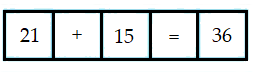 21 + 15 = 36